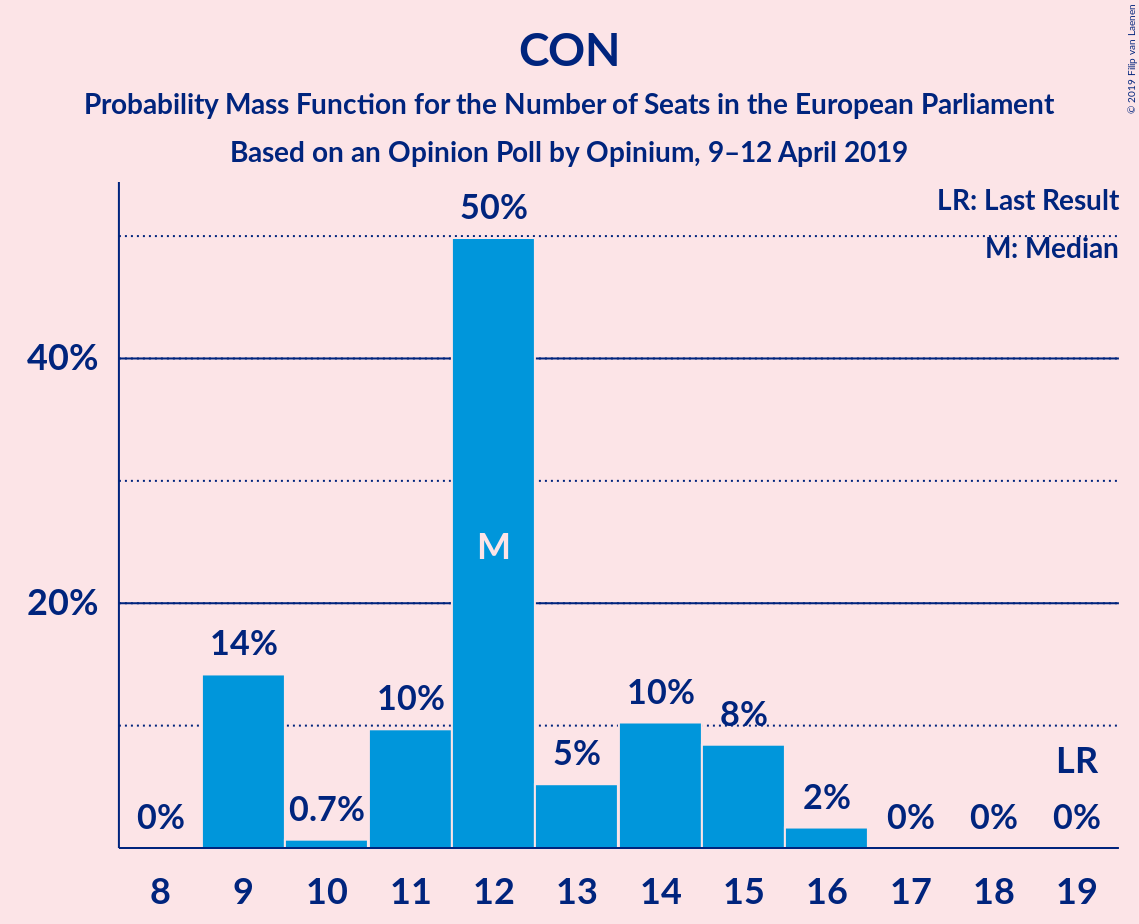 CON
Probability Mass Function for the Number of Seats in the European Parliament
Based on an Opinion Poll by Opinium, 9–12 April 2019
© 2019 Filip van Laenen
LR: Last Result
M: Median
50%
40%
M
20%
14%
10%
10%
8%
5%
LR
0%
0.7%
2%
0%
0%
0%
8 9 10 11 12 13 14 15 16 17 18 19